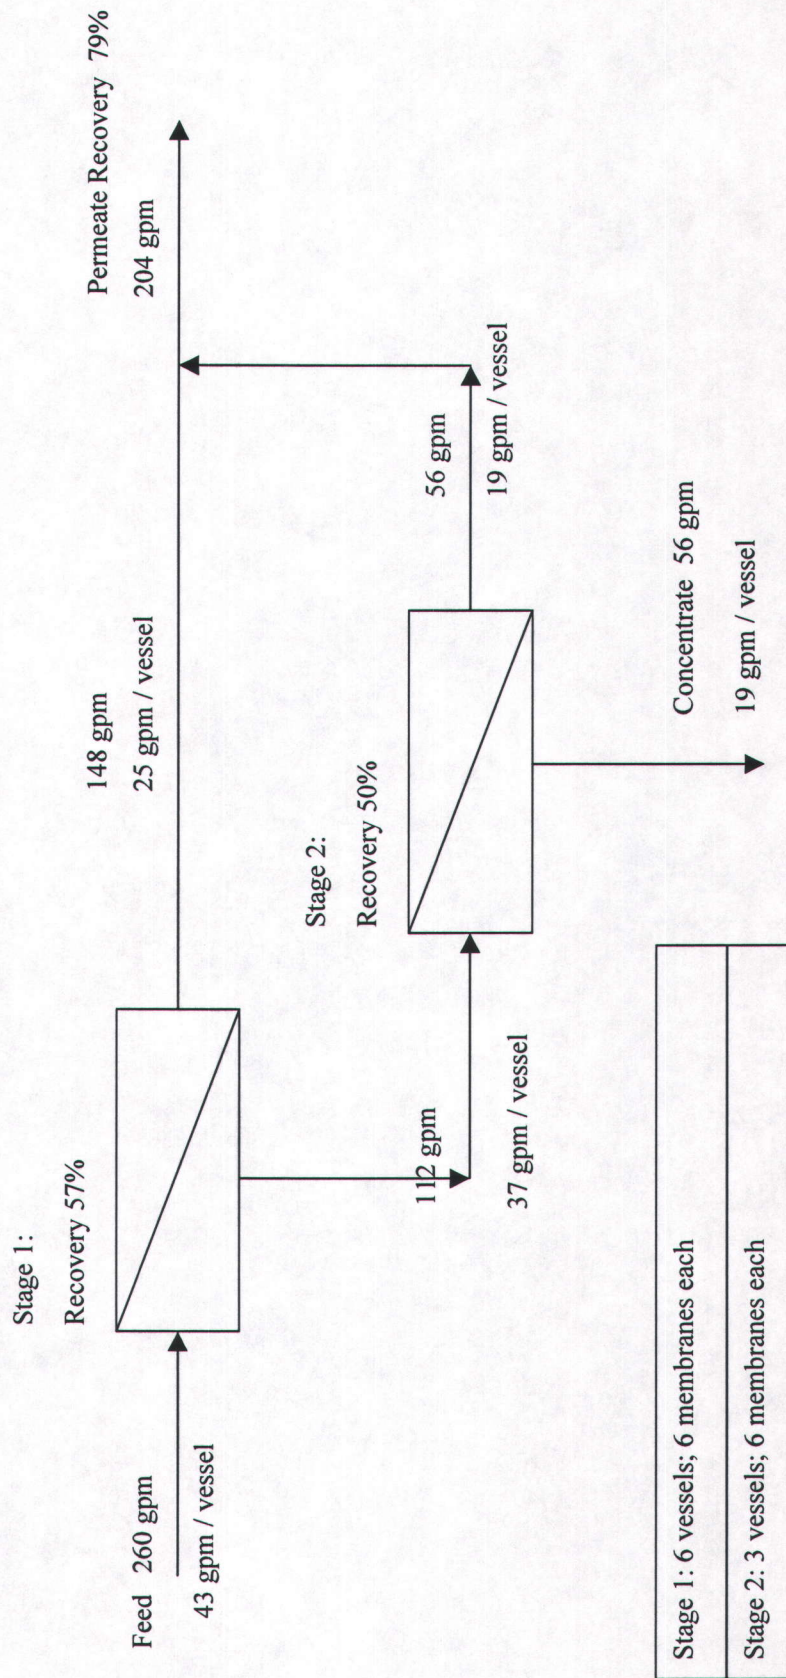 Stage 1:
Recovery 57%
Feed 260 gpm
43 gpm / vessel
148 gpm
25 gpm / vessel
Permeate Recovery 79%
204 gpm
112 gpm
37 gpm / vessel
Stage 2:
Recovery 50%
56 gpm
19 gpm / vessel
Concentrate 56 gpm
19 gpm / vessel
Stage 1: 6 vessels; 6 membranes each
Stage 2: 3 vessels; 6 membranes each